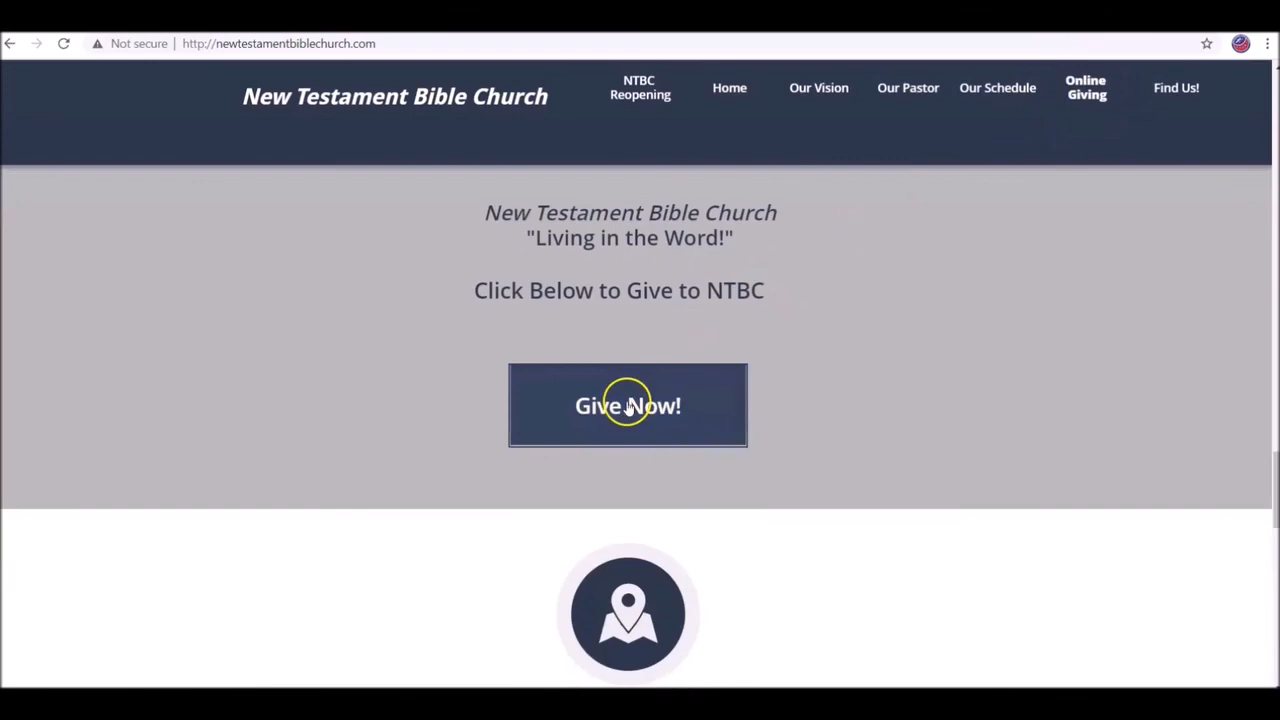 Not secure | http://newtestamentbiblechurch.com
New Testament Bible Church
NTBC
Reopening
Home
Our Vision
Our Pastor
Our Schedule
Online
Giving
Find Us!
New Testament Bible Church
"Living in the Word!"
Click Below to Give to NTBC
Give Now!